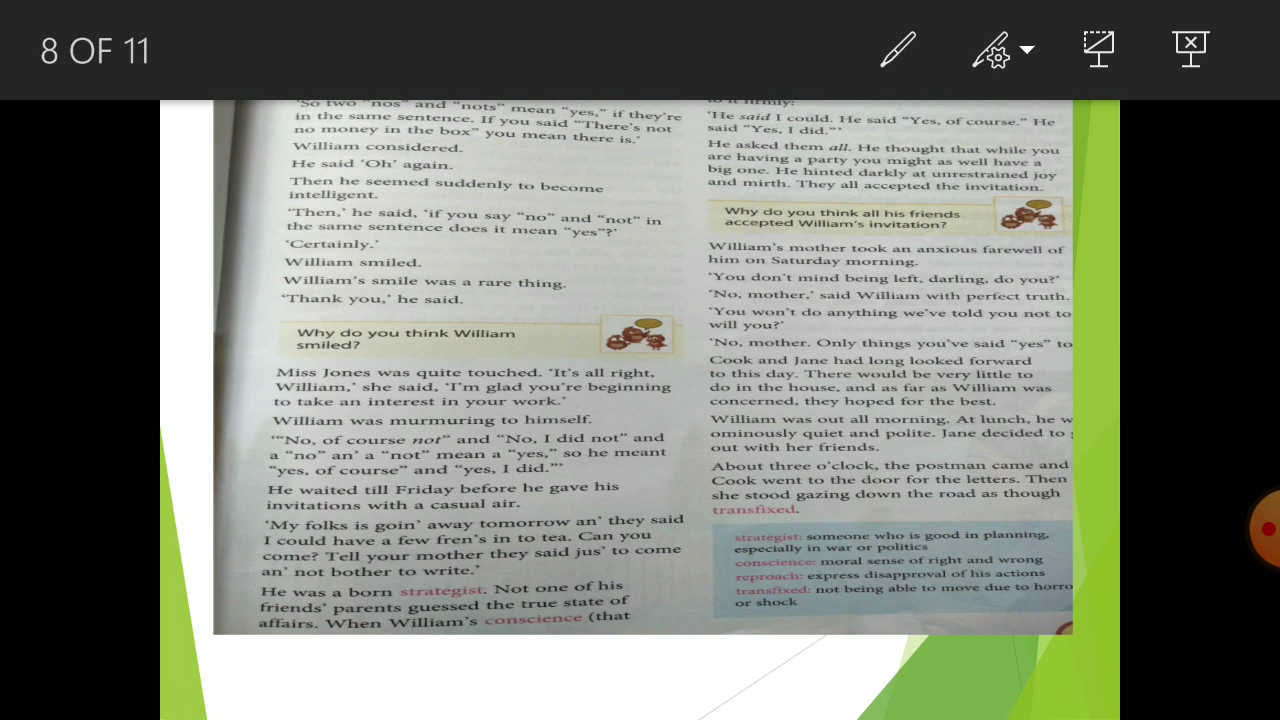 8 OF 11
'So two "nos" and "nots" mean "yes," if they're
in the same sentence. If you said "There's not
no money in the box" you mean there is.'
William considered.
He said 'Oh' again.
Then he seemed suddenly to become
intelligent.
'Then,' he said, 'if you say "no" and "not" in
the same sentence does it mean "yes"?'
'Certainly.'
William smiled.
William's smile was a rare thing.
'Thank you,' he said.
Why do you think William
smiled?
Miss Jones was quite touched. 'It's all right,
William,' she said, 'I'm glad you're beginning
to take an interest in your work.'
William was murmuring to himself.
'"No, of course not" and "No, I did not" and
a "no" an' a "not" mean a "yes," so he meant
"yes, of course" and "yes, I did."'
He waited till Friday before he gave his
invitations with a casual air.
'My folks is goin' away tomorrow an' they said
I could have a few fren's in to tea. Can you
come? Tell your mother they said jus' to come
an' not bother to write.'
He was a born strategist. Not one of his
friends' parents guessed the true state of
affairs. When William's conscience (that
to it firmly:
'He said I could. He said "Yes, of course." He
said "Yes, I did."'
He asked them all. He thought that while you
are having a party you might as well have a
big one. He hinted darkly at unrestrained joy
and mirth. They all accepted the invitation.
Why do you think all his friends
accepted William's invitation?
William's mother took an anxious farewell of
him on Saturday morning.
'You don't mind being left, darling, do you?'
'No, mother,' said William with perfect truth.
'You won't do anything we've told you not to
will you?'
'No, mother. Only things you've said "yes" to
Cook and Jane had long looked forward
to this day. There would be very little to
do in the house, and as far as William was
concerned, they hoped for the best.
William was out all morning. At lunch, he w
ominously quiet and polite. Jane decided to
out with her friends.
About three o'clock, the postman came and
Cook went to the door for the letters. Then
she stood gazing down the road as though
transfixed.
strategist: someone who is good in planning,
especially in war or politics
conscience: moral sense of right and wrong
reproach: express disapproval of his actions
transfixed: not being able to move due to horro
or shock